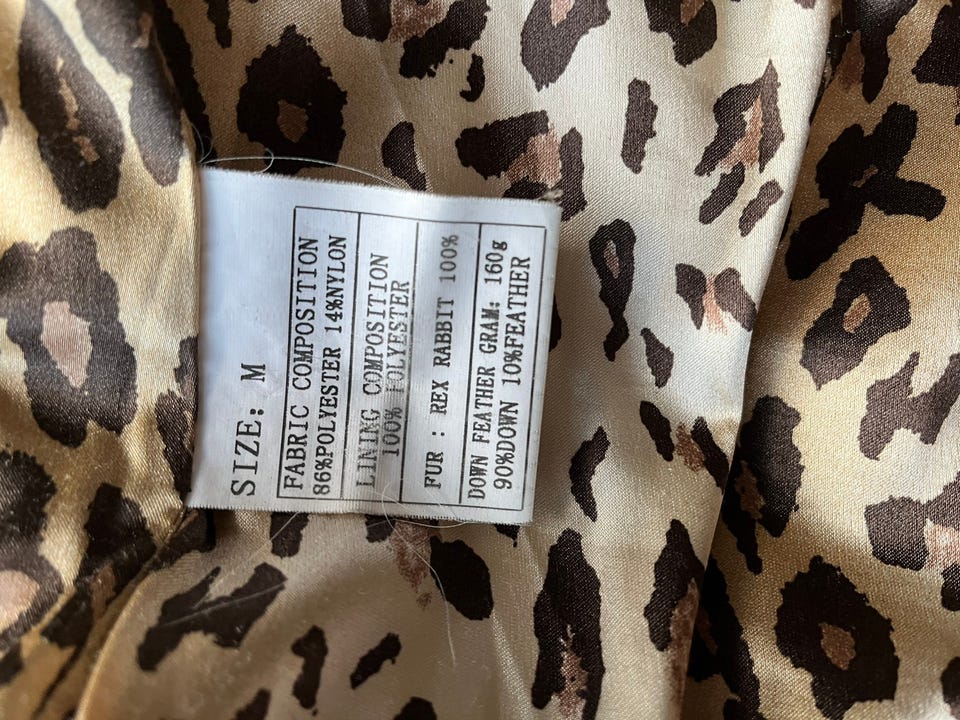 SIZE: M
FABRIC COMPOSITION
86%POLYESTER 14%NYLON
LINING COMPOSITION
100% POLYESTER
FUR : REX RABBIT 100%
DOWN FEATHER GRAM: 160g
90%DOWN 10%FEATHER